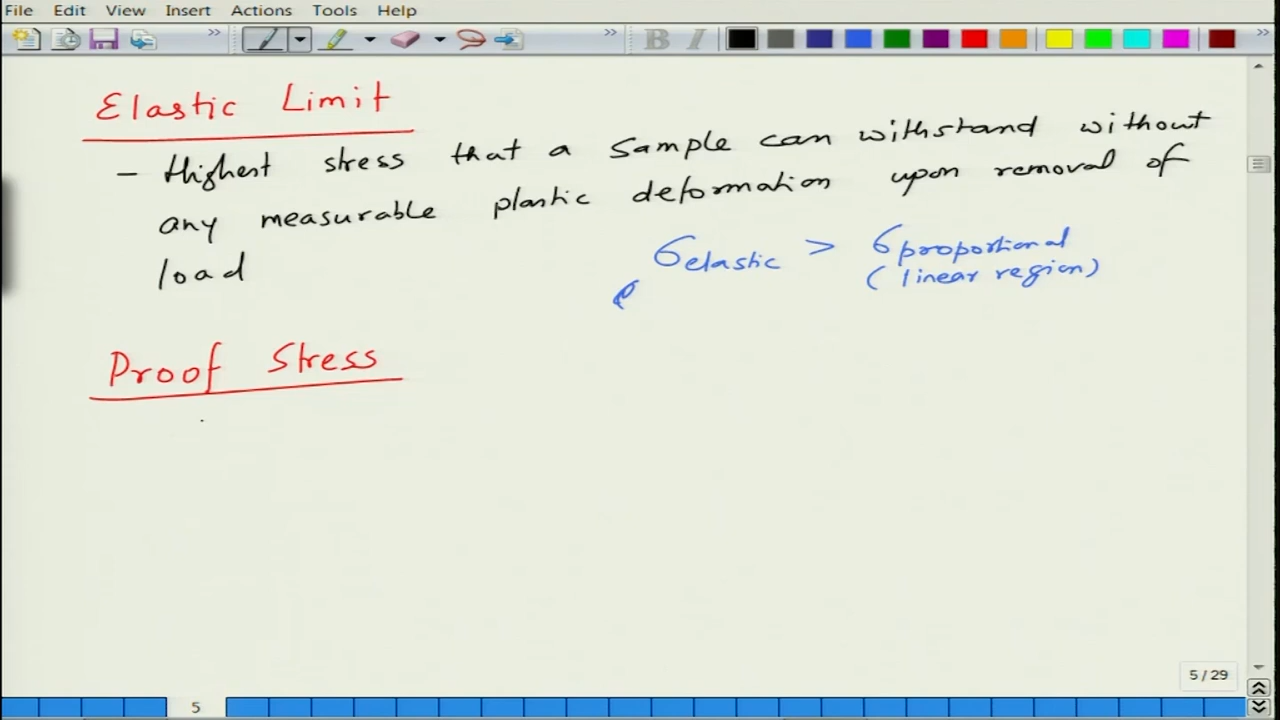 File Edit View Insert Actions Tools Help
B I
Elastic Limit
- Highest stress that a sample can withstand without
any measurable plastic deformation upon removal of
load
σelastic > σproportional
(linear region)
Proof Stress
5 / 29
5